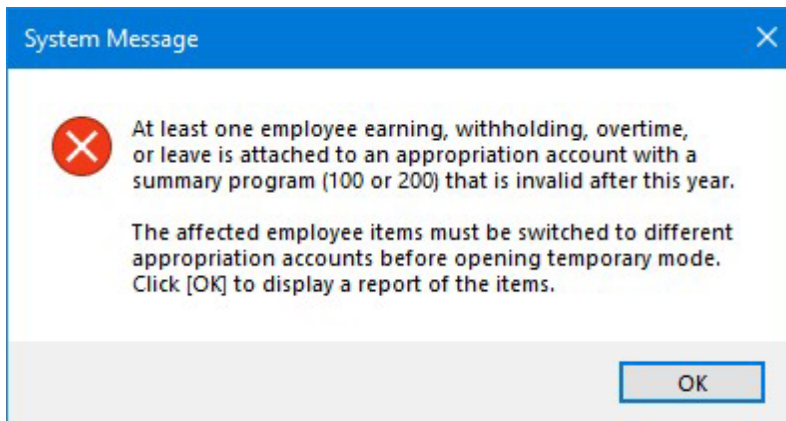 System Message
At least one employee earning, withholding, overtime,
or leave is attached to an appropriation account with a
summary program (100 or 200) that is invalid after this year.
The affected employee items must be switched to different
appropriation accounts before opening temporary mode.
Click [OK] to display a report of the items.
OK